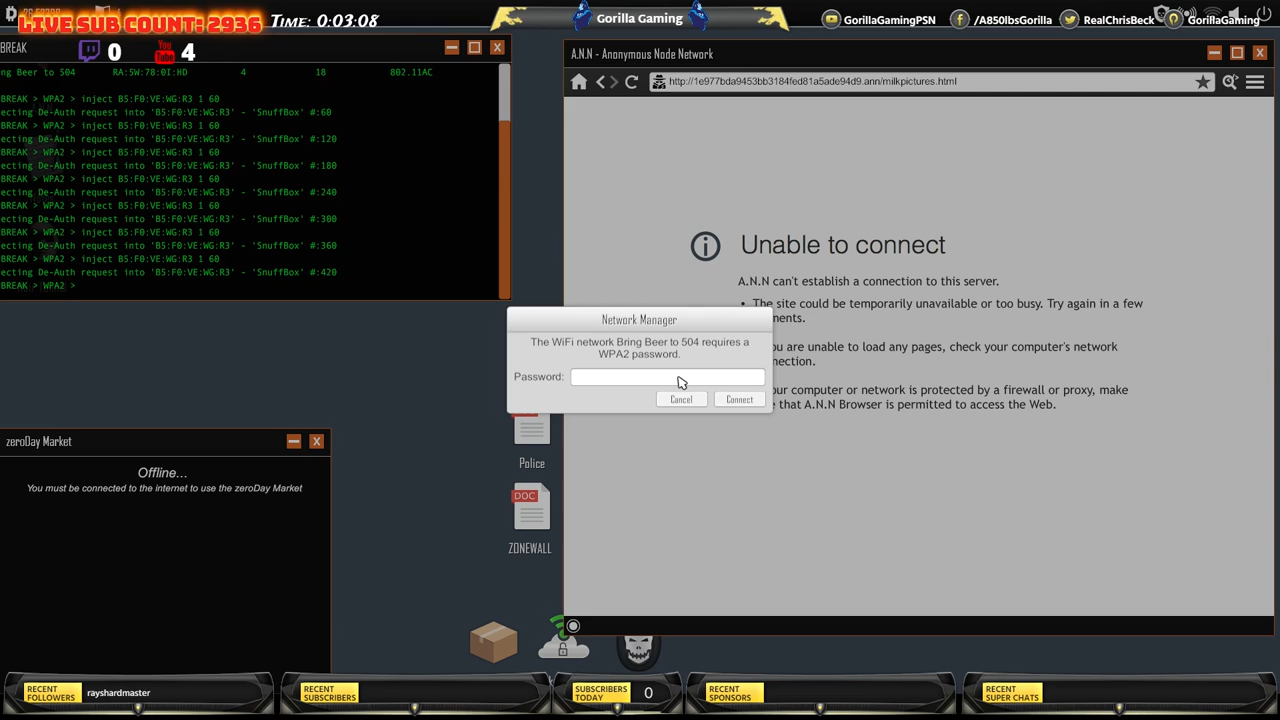 LIVE SUB COUNT: 2936
TIME: 0:03:08
Gorilla Gaming
GorillaGamingPSN
/A850lbsGorilla
RealChrisBeck
GorillaGaming
BREAK
0
You Tube
4
ng Beer to 504 RA:5W:78:0I:HD 4 18 802.11AC
BREAK > WPA2 > inject B5:F0:VE:WG:R3 1 60
ecting De-Auth request into 'B5:F0:VE:WG:R3' - 'SnuffBox' #:60
BREAK > WPA2 > inject B5:F0:VE:WG:R3 1 60
ecting De-Auth request into 'B5:F0:VE:WG:R3' - 'SnuffBox' #:120
BREAK > WPA2 > inject B5:F0:VE:WG:R3 1 60
ecting De-Auth request into 'B5:F0:VE:WG:R3' - 'SnuffBox' #:180
BREAK > WPA2 > inject B5:F0:VE:WG:R3 1 60
ecting De-Auth request into 'B5:F0:VE:WG:R3' - 'SnuffBox' #:240
BREAK > WPA2 > inject B5:F0:VE:WG:R3 1 60
ecting De-Auth request into 'B5:F0:VE:WG:R3' - 'SnuffBox' #:300
BREAK > WPA2 > inject B5:F0:VE:WG:R3 1 60
ecting De-Auth request into 'B5:F0:VE:WG:R3' - 'SnuffBox' #:360
BREAK > WPA2 > inject B5:F0:VE:WG:R3 1 60
ecting De-Auth request into 'B5:F0:VE:WG:R3' - 'SnuffBox' #:420
BREAK > WPA2 >
A.N.N - Anonymous Node Network
http://1e977bda9453bb3184fed81a5ade94d9.ann/milkpictures.html
Unable to connect
A.N.N can't establish a connection to this server.
• The site could be temporarily unavailable or too busy. Try again in a few
ments.
ou are unable to load any pages, check your computer's network
nection.
our computer or network is protected by a firewall or proxy, make
e that A.N.N Browser is permitted to access the Web.
Network Manager
The WiFi network Bring Beer to 504 requires a
WPA2 password.
Password:
Cancel
Connect
Police
DOC
ZONEWALL
zeroDay Market
Offline...
You must be connected to the internet to use the zeroDay Market
RECENT
FOLLOWERS
rayshardmaster
RECENT
SUBSCRIBERS
SUBSCRIBERS
TODAY
0
RECENT
SPONSORS
RECENT
SUPER CHATS